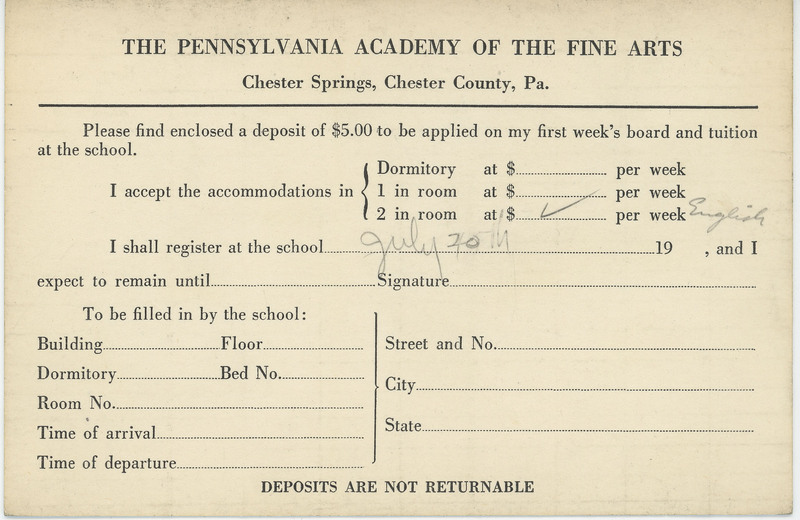 THE PENNSYLVANIA ACADEMY OF THE FINE ARTS
Chester Springs, Chester County, Pa.
Please find enclosed a deposit of $5.00 to be applied on my first week's board and tuition
at the school.
Dormitory at $ per week
I accept the accommodations in { 1 in room at $ per week
2 in room at $ ✓ per week English
I shall register at the school July 20th 19 , and I
expect to remain until Signature
To be filled in by the school:
Building Floor
Dormitory Bed No.
Room No.
Time of arrival
Time of departure
Street and No.
City
State
DEPOSITS ARE NOT RETURNABLE